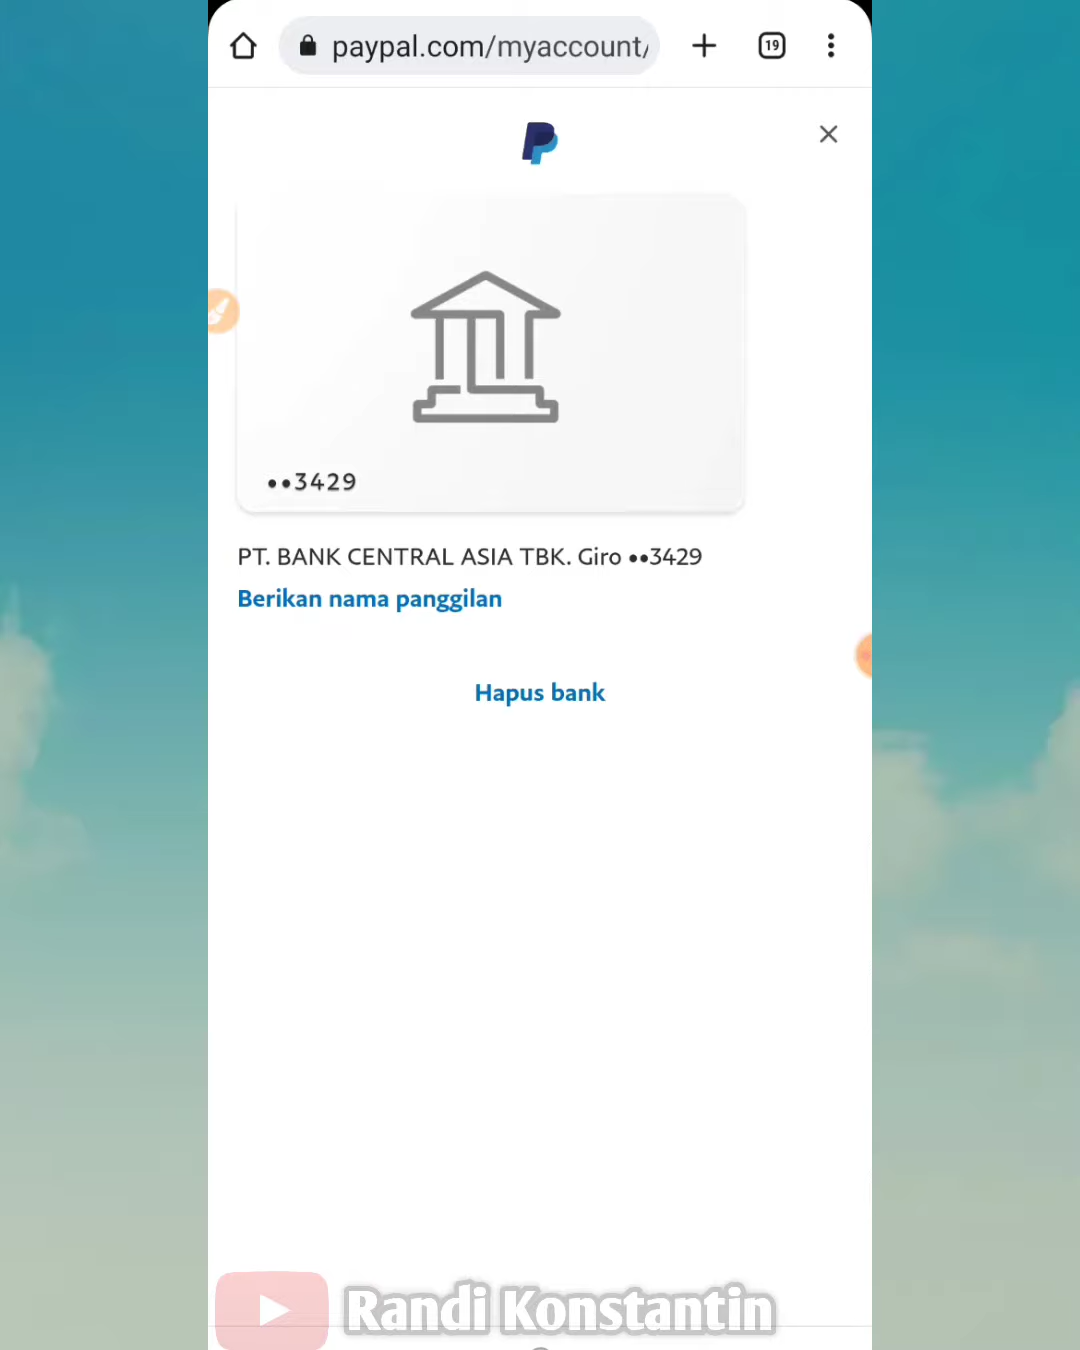 paypal.com/myaccount/
19
••3429
PT. BANK CENTRAL ASIA TBK. Giro ••3429
Berikan nama panggilan
Hapus bank
Randi Konstantin